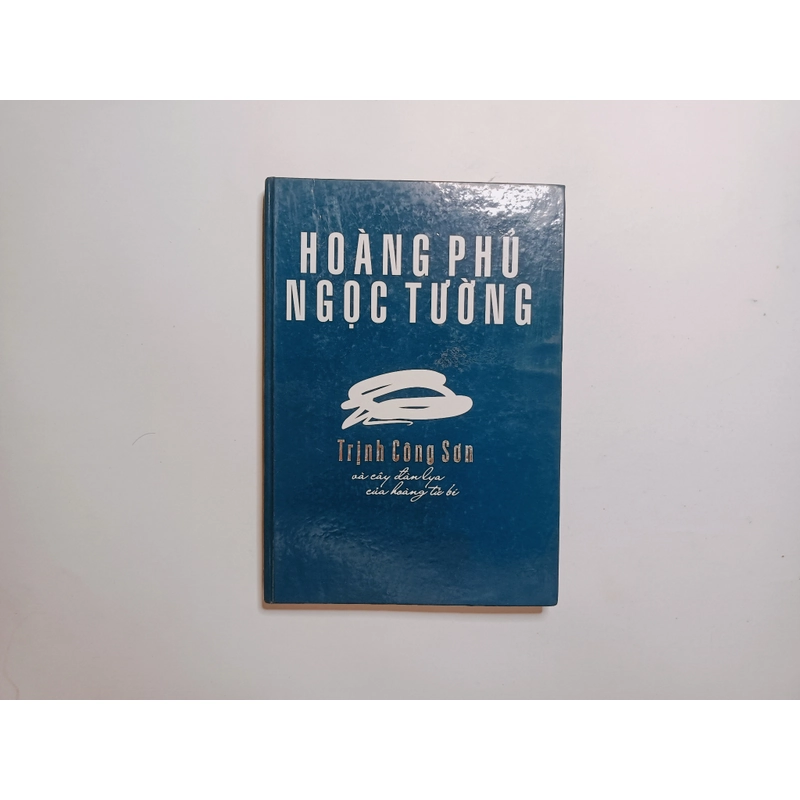 HOÀNG PHỦ
NGỌC TƯỜNG
Trịnh Công Sơn
và cây đàn lya
của hoàng tử bé